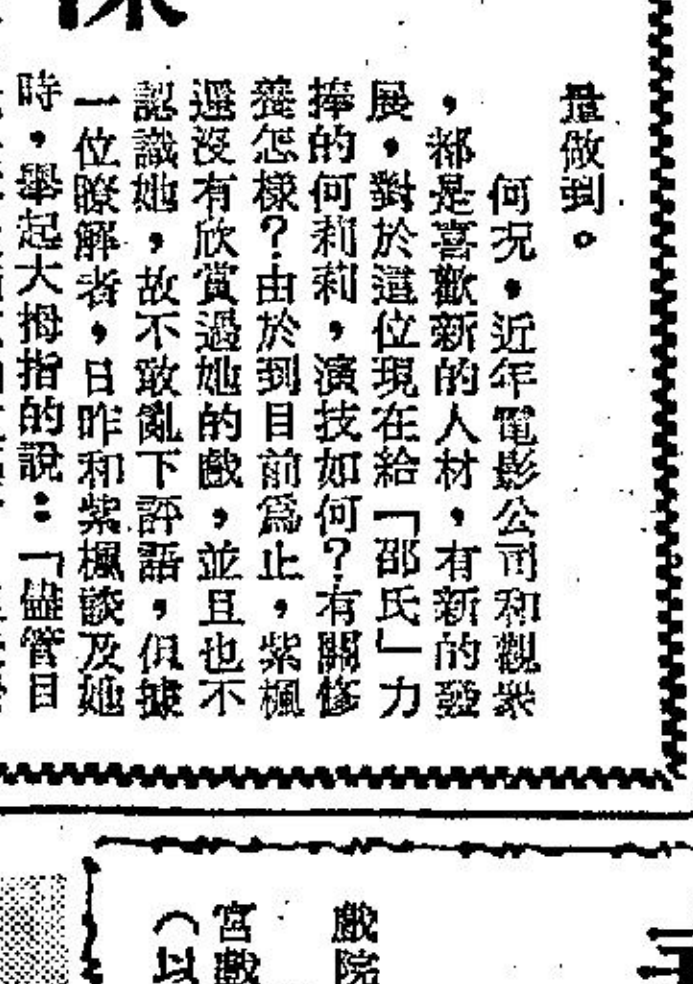 量做到。
何況，近年電影公司和觀衆
，都是喜歡新的人材，有新的發
展，對於這位現在給「邵氏」力
捧的何莉莉，演技如何？有關修
養怎樣？由於到目前爲止，紫楓
還沒有欣賞過她的戲，並且也不
認識她，故不敢亂下評語，俱據
一位瞭解者，日昨和紫楓談及她
時，舉起大拇指的說：「儘管目
戲院
宮戲
（以